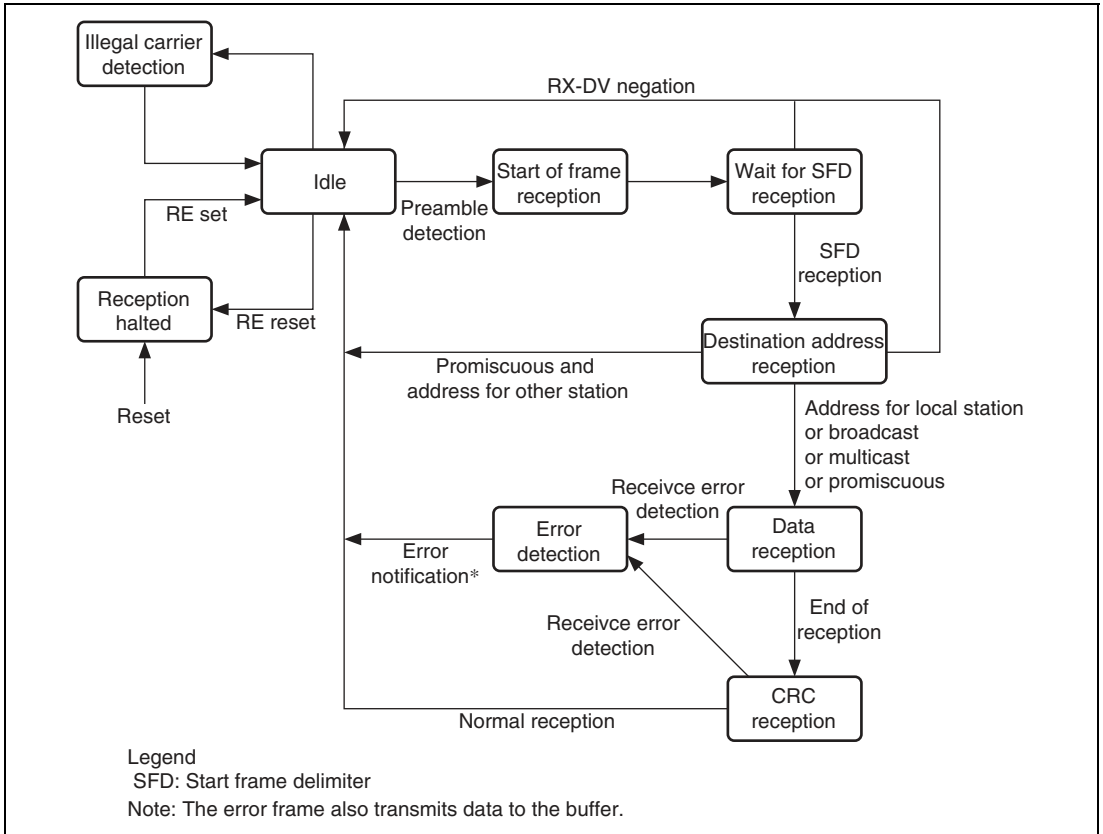 Illegal carrier
detection
RX-DV negation
Idle
Start of frame
reception
Wait for SFD
reception
Preamble
detection
RE set
SFD
reception
Reception
halted
RE reset
Destination address
reception
Promiscuous and
address for other station
Reset
Address for local station
or broadcast
or multicast
or promiscuous
Receivce error
detection
Error
detection
Data
reception
Error
notification*
End of
reception
Receivce error
detection
CRC
reception
Normal reception
Legend
SFD: Start frame delimiter
Note: The error frame also transmits data to the buffer.